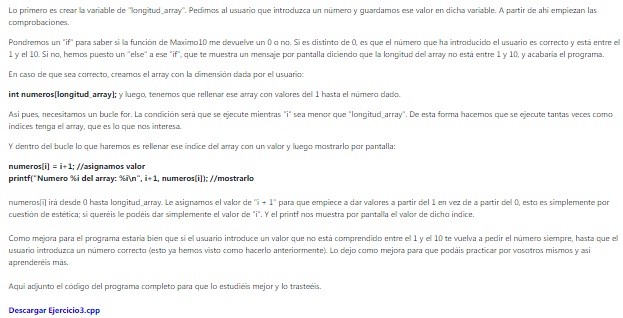 Lo primero es crear la variable de "longitud_array". Pedimos al usuario que introduzca un número y guardamos ese valor en dicha variable. A partir de ahí empiezan las
comprobaciones.
Pondremos un "if" para saber si la función de Maximo10 me devuelve un 0 o no. Si es distinto de 0, es que el número que ha introducido el usuario es correcto y está entre el
1 y el 10. Si no, hemos puesto un "else" a ese "if", que te muestra un mensaje por pantalla diciendo que la longitud del array no está entre 1 y 10, y acabaría el programa.
En caso de que sea correcto, creamos el array con la dimensión dada por el usuario:
int numeros[longitud_array]; y luego, tenemos que rellenar ese array con valores del 1 hasta el número dado.
Así pues, necesitamos un bucle for. La condición será que se ejecute mientras "i" sea menor que "longitud_array". De esta forma hacemos que se ejecute tantas veces como
índices tenga el array, que es lo que nos interesa.
Y dentro del bucle lo que haremos es rellenar ese índice del array con un valor y luego mostrarlo por pantalla:
numeros[i] = i+1; //asignamos valor
printf("Numero %i del array: %i\n", i+1, numeros[i]); //mostrarlo
numeros[i] irá desde 0 hasta longitud_array. Le asignamos el valor de "i + 1" para que empiece a dar valores a partir del 1 en vez de a partir del 0, esto es simplemente por
cuestión de estética; si queréis le podéis dar simplemente el valor de "i". Y el printf nos muestra por pantalla el valor de dicho índice.
Como mejora para el programa estaría bien que si el usuario introduce un valor que no está comprendido entre el 1 y el 10 te vuelva a pedir el número siempre, hasta que el
usuario introduzca un número correcto (esto ya hemos visto como hacerlo anteriormente). Lo dejo como mejora para que podáis practicar por vosotros mismos y así
aprenderéis más.
Aquí adjunto el código del programa completo para que lo estudiéis mejor y lo trasteéis.
Descargar Ejercicio3.cpp